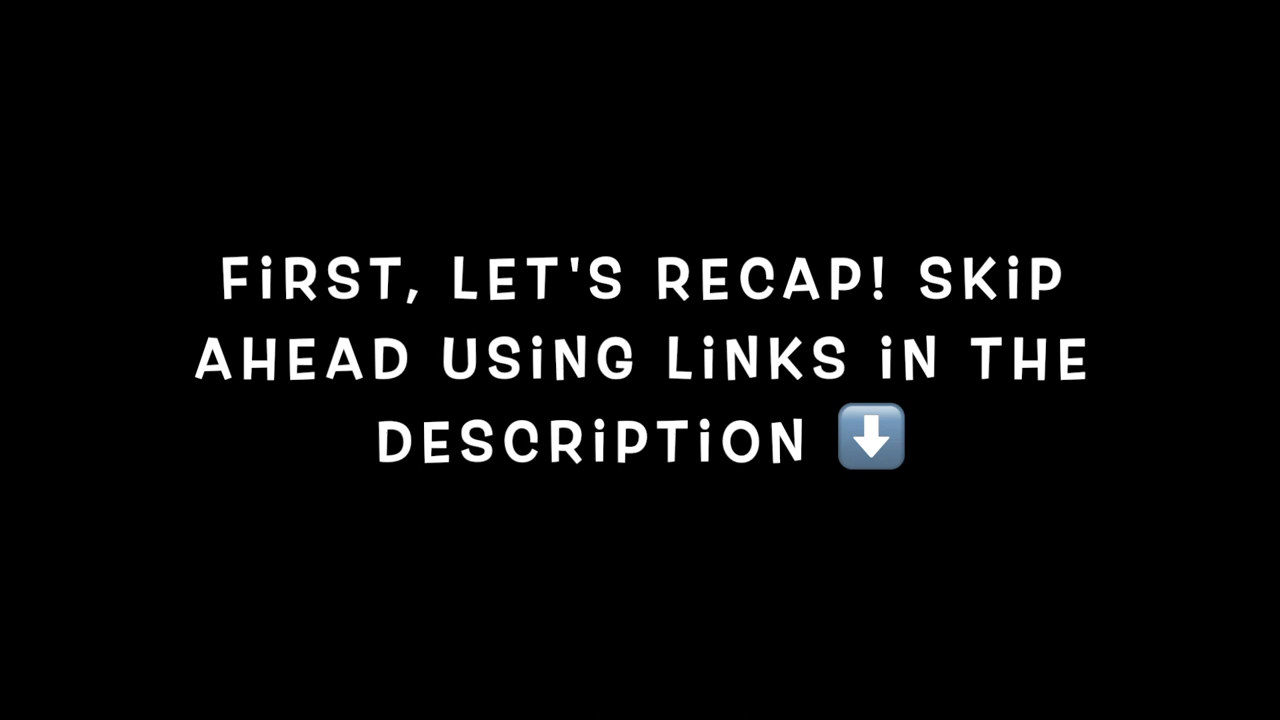 FiRST, LET'S RECAP! SKiP
AHEAD USiNG LiNKS iN THE
DESCRiPTiON ⬇️